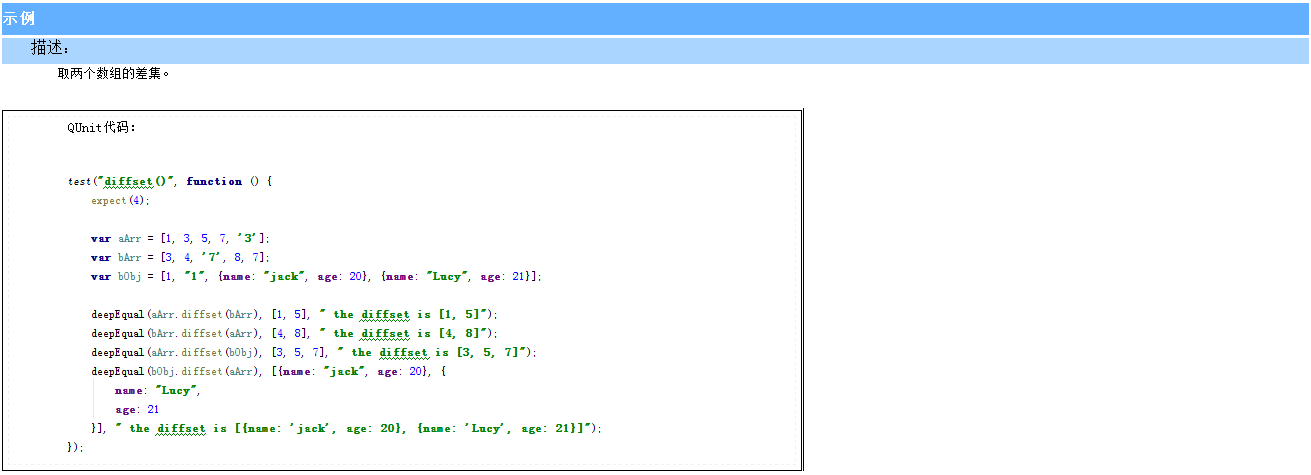 示例
描述:
取两个数组的差集。
QUnit代码:
test("diffset()", function () {
expect(4);
var aArr = [1, 3, 5, 7, '3'];
var bArr = [3, 4, '7', 8, 7];
var bObj = [1, "1", {name: "jack", age: 20}, {name: "Lucy", age: 21}];
deepEqual(aArr.diffset(bArr), [1, 5], " the diffset is [1, 5]");
deepEqual(bArr.diffset(aArr), [4, 8], " the diffset is [4, 8]");
deepEqual(aArr.diffset(bObj), [3, 5, 7], " the diffset is [3, 5, 7]");
deepEqual(bObj.diffset(aArr), [{name: "jack", age: 20}, {
name: "Lucy",
age: 21
}], " the diffset is [{name: 'jack', age: 20}, {name: 'Lucy', age: 21}]");
});